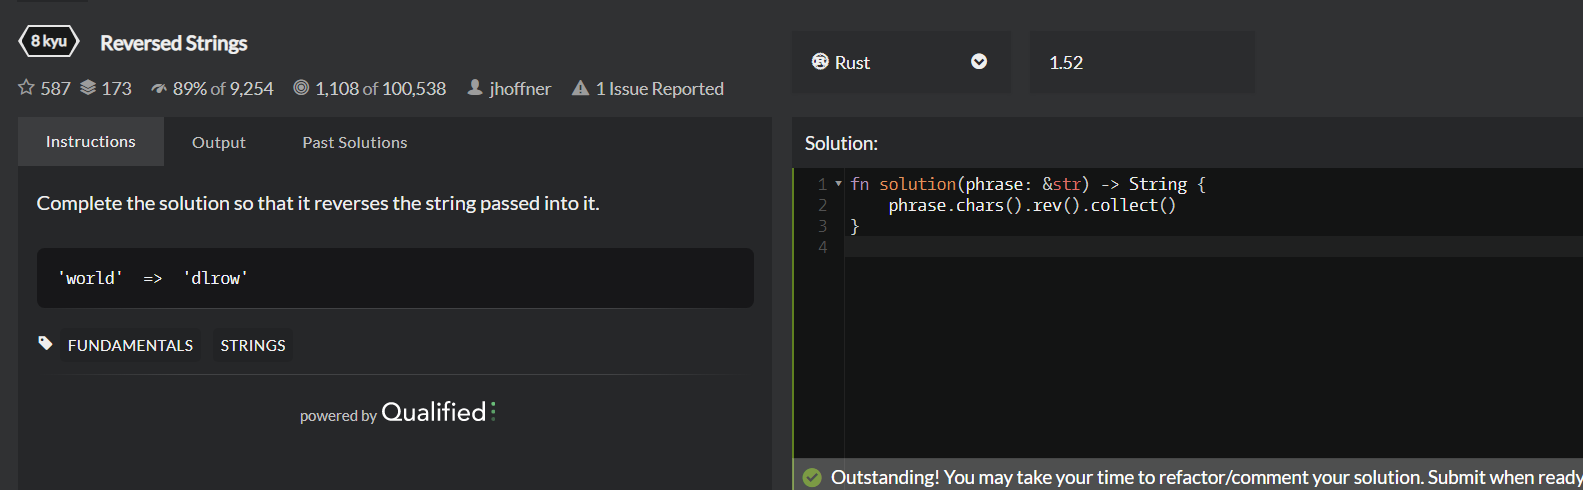 8 kyu Reversed Strings
587 173 89% of 9,254 1,108 of 100,538 jhoffner 1 Issue Reported
Instructions Output Past Solutions
Complete the solution so that it reverses the string passed into it.
'world' => 'dlrow'
FUNDAMENTALS STRINGS
powered by Qualified
Rust 1.52
Solution:
1 fn solution(phrase: &str) -> String {
2 phrase.chars().rev().collect()
3 }
4
Outstanding! You may take your time to refactor/comment your solution. Submit when ready